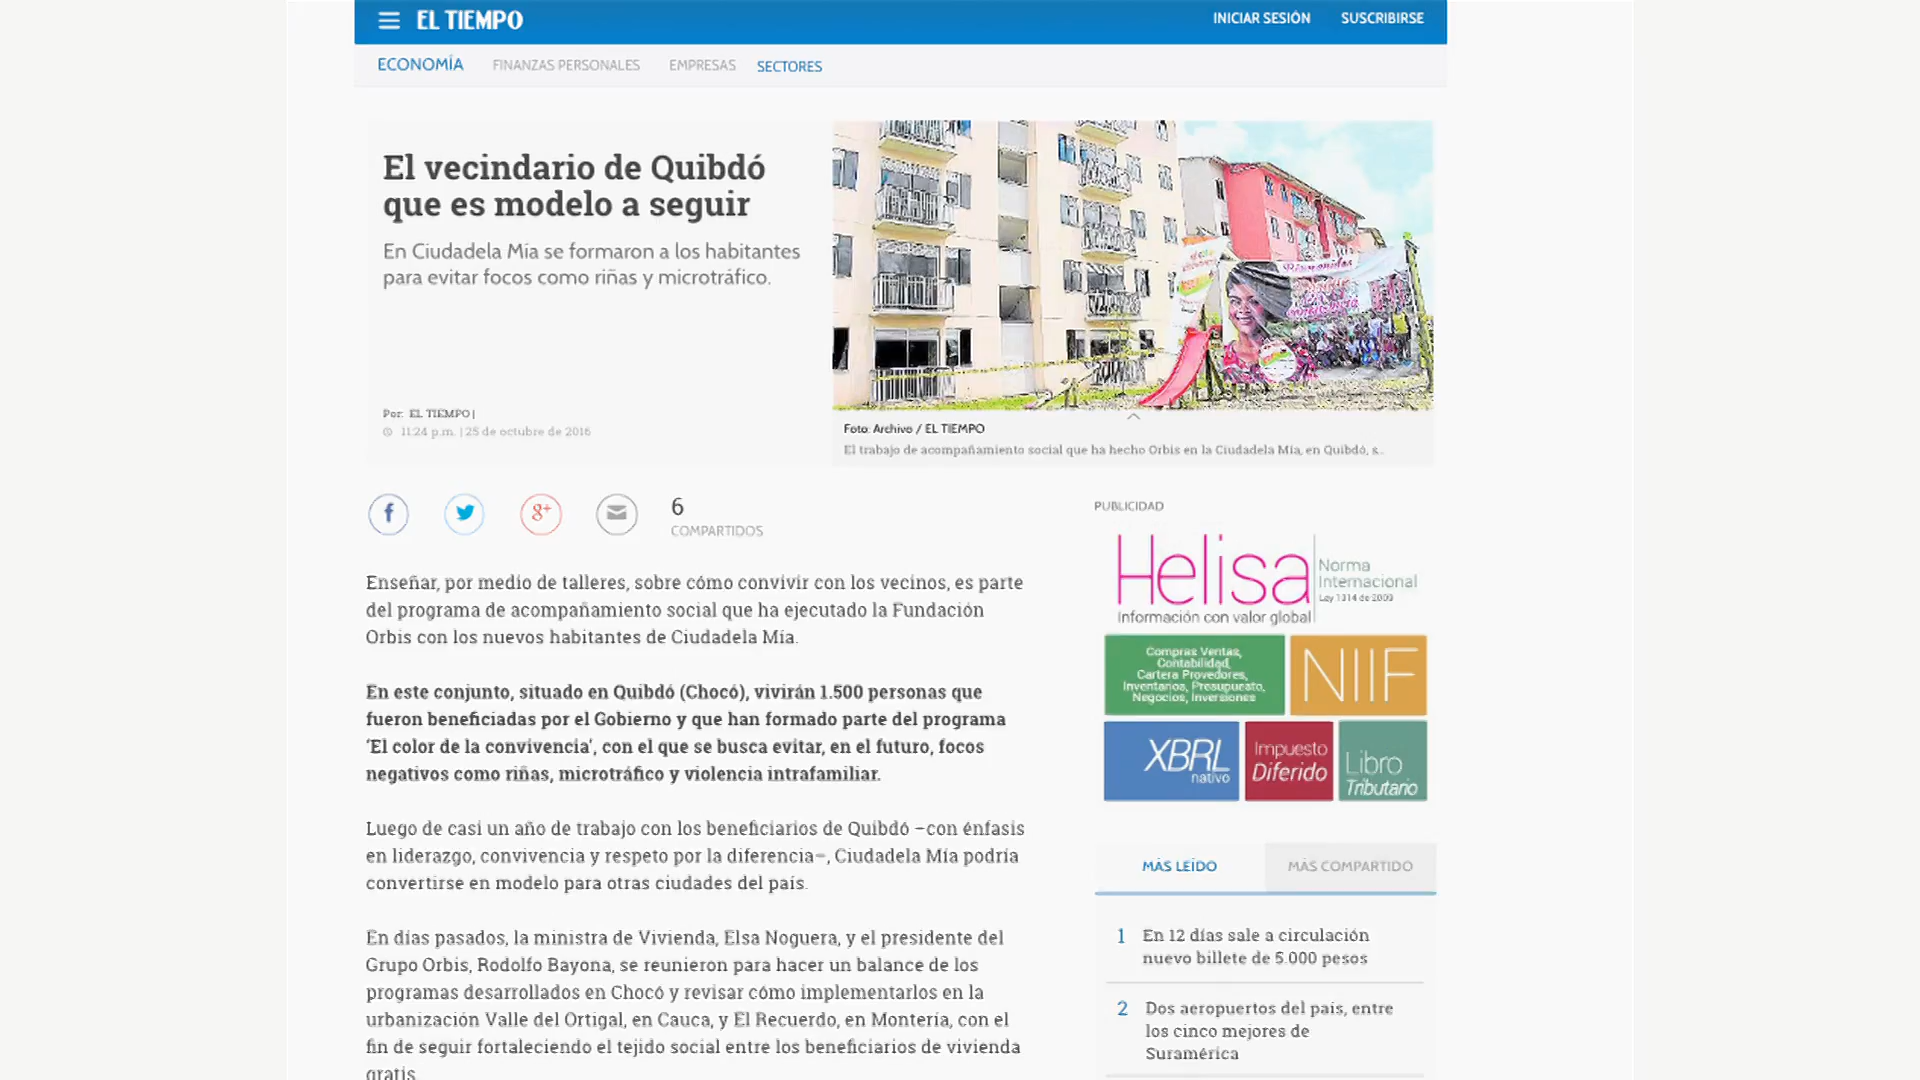 EL TIEMPO
INICIAR SESIÓN
SUSCRIBIRSE
ECONOMÍA
FINANZAS PERSONALES
EMPRESAS
SECTORES
El vecindario de Quibdó
que es modelo a seguir
En Ciudadela Mía se formaron a los habitantes
para evitar focos como riñas y microtráfico.
Por: EL TIEMPO |
11:24 p.m. | 25 de octubre de 2016
Bienvenidos
Foto: Archivo / EL TIEMPO
El trabajo de acompañamiento social que ha hecho Orbis en la Ciudadela Mía, en Quibdó, s...
6
COMPARTIDOS
Enseñar, por medio de talleres, sobre cómo convivir con los vecinos, es parte
del programa de acompañamiento social que ha ejecutado la Fundación
Orbis con los nuevos habitantes de Ciudadela Mía.
En este conjunto, situado en Quibdó (Chocó), vivirán 1.500 personas que
fueron beneficiadas por el Gobierno y que han formado parte del programa
‘El color de la convivencia’, con el que se busca evitar, en el futuro, focos
negativos como riñas, microtráfico y violencia intrafamiliar.
Luego de casi un año de trabajo con los beneficiarios de Quibdó –con énfasis
en liderazgo, convivencia y respeto por la diferencia–, Ciudadela Mía podría
convertirse en modelo para otras ciudades del país.
En días pasados, la ministra de Vivienda, Elsa Noguera, y el presidente del
Grupo Orbis, Rodolfo Bayona, se reunieron para hacer un balance de los
programas desarrollados en Chocó y revisar cómo implementarlos en la
urbanización Valle del Ortigal, en Cauca, y El Recuerdo, en Montería, con el
fin de seguir fortaleciendo el tejido social entre los beneficiarios de vivienda
gratis.
PUBLICIDAD
Helisa
Norma
Internacional
Ley 1314 de 2009
Información con valor global
Compras Ventas,
Contabilidad,
Cartera Provedores,
Inventarios, Presupuesto,
Negocios, Inversiones
NIIF
XBRL
nativo
Impuesto
Diferido
Libro
Tributario
MÁS LEÍDO
MÁS COMPARTIDO
1 En 12 días sale a circulación
nuevo billete de 5.000 pesos
2 Dos aeropuertos del país, entre
los cinco mejores de
Suramérica